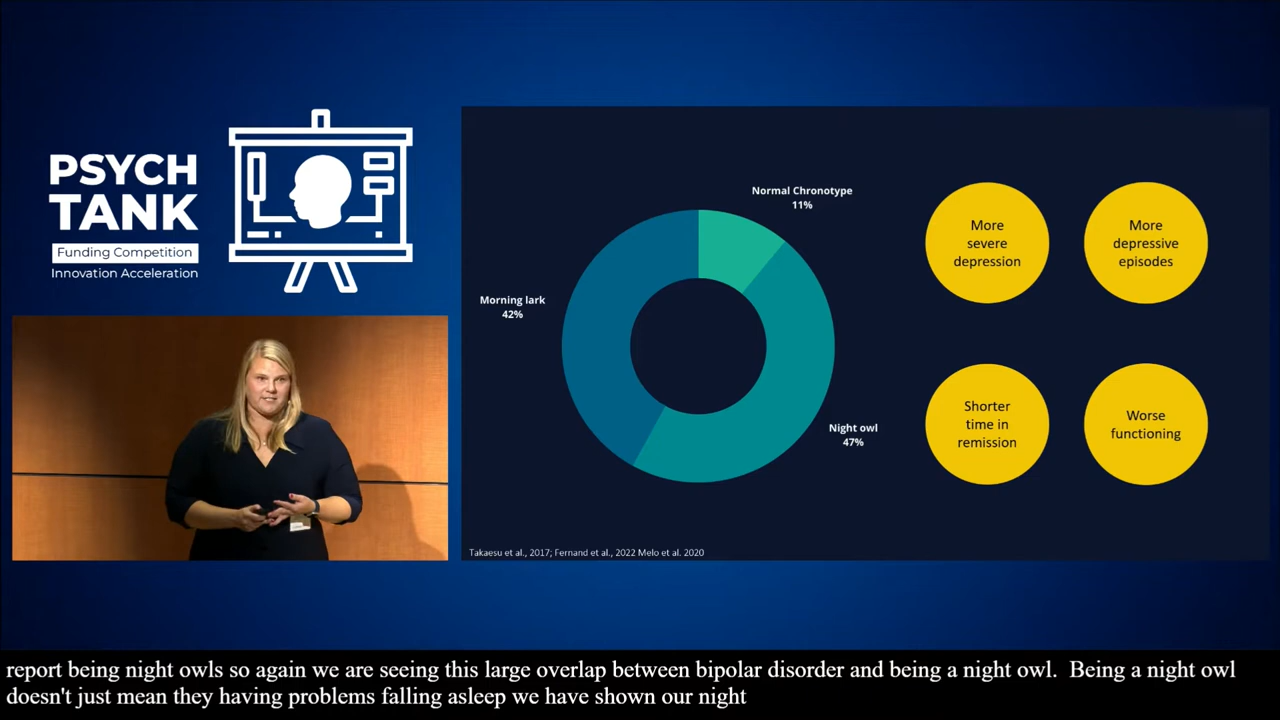 PSYCH
TANK
Funding Competition
Innovation Acceleration
Normal Chronotype
11%
Morning lark
42%
Night owl
47%
More
severe
depression
More
depressive
episodes
Shorter
time in
remission
Worse
functioning
Takaesu et al., 2017; Fernand et al., 2022 Melo et al. 2020
report being night owls so again we are seeing this large overlap between bipolar disorder and being a night owl.  Being a night owl
doesn't just mean they having problems falling asleep we have shown our night